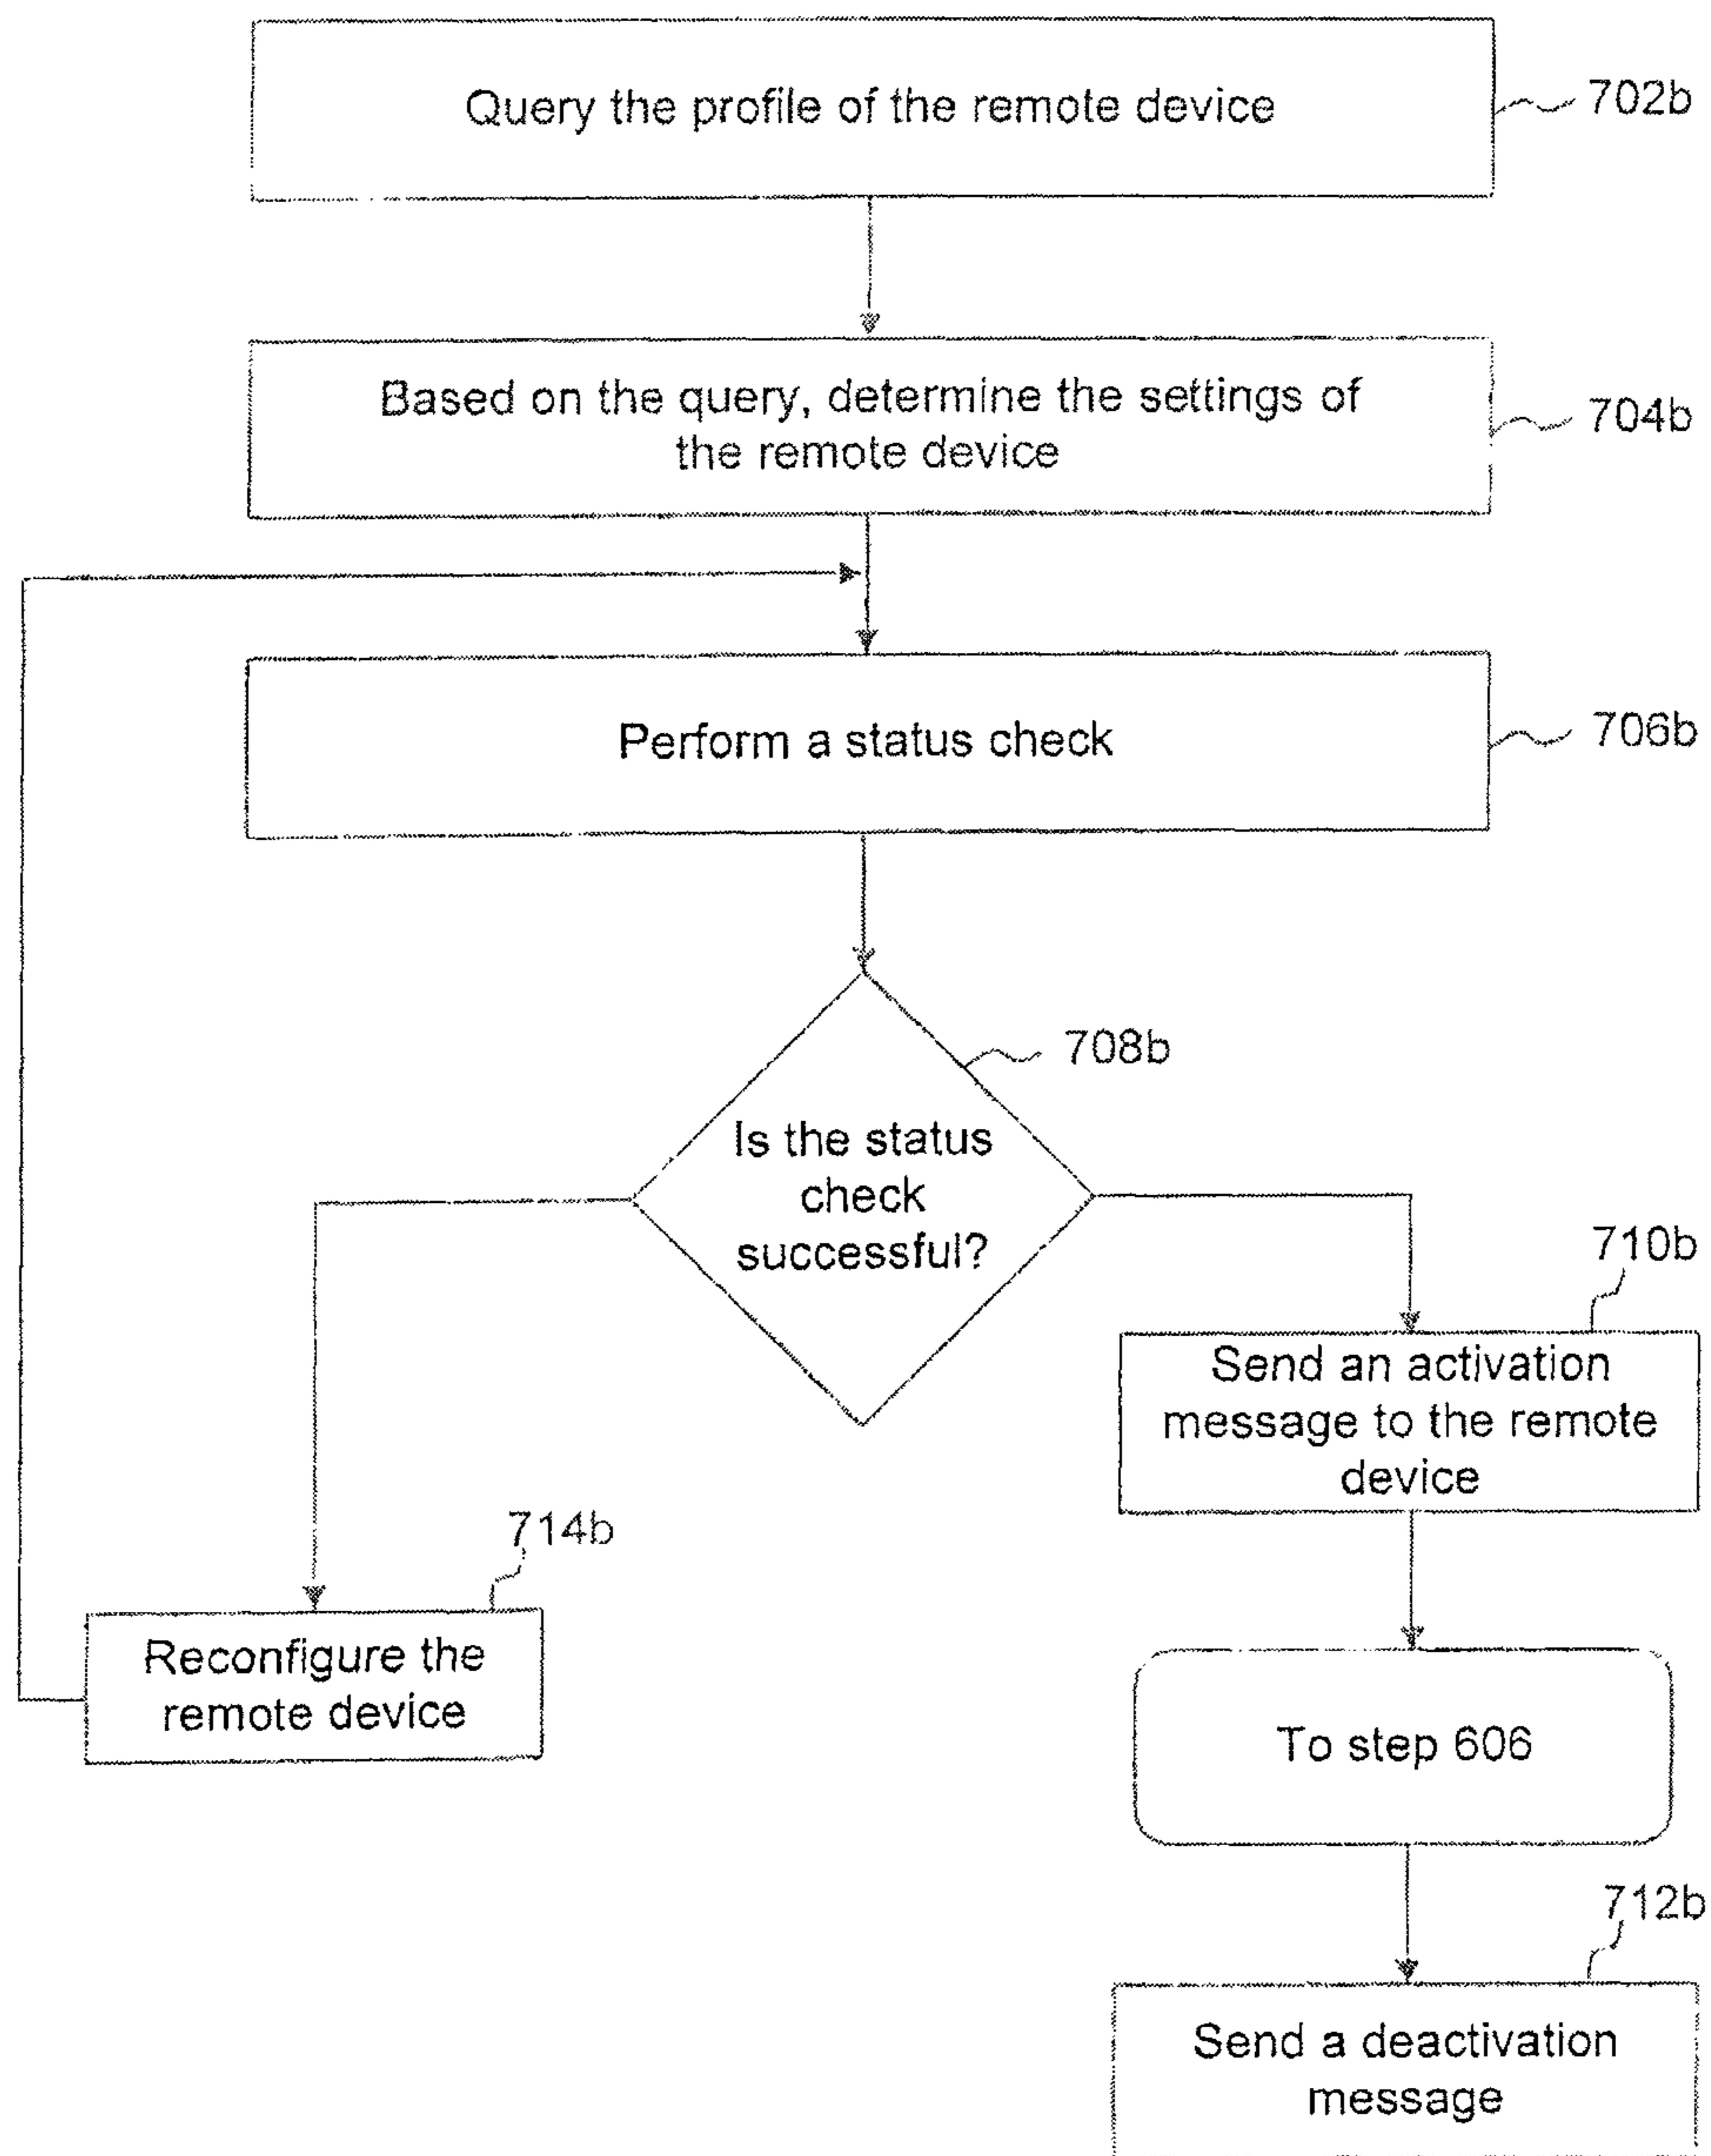 Query the profile of the remote device
702b
Based on the query, determine the settings of
the remote device
704b
Perform a status check
706b
708b
Is the status
check
successful?
710b
Send an activation
message to the remote
device
714b
Reconfigure the
remote device
To step 606
712b
Send a deactivation
message